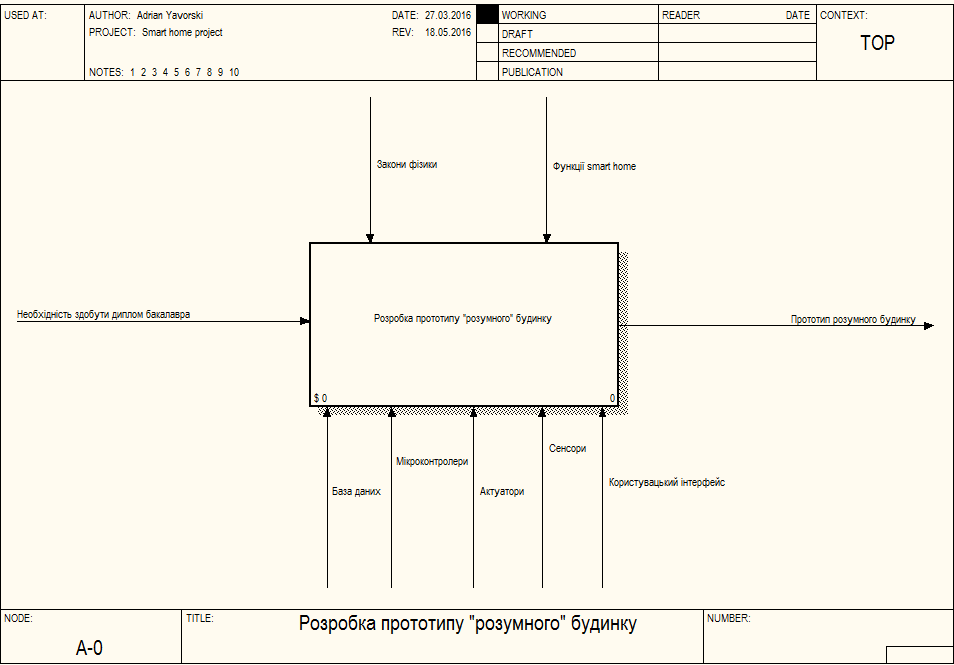 USED AT:
AUTHOR: Adrian Yavorski
DATE: 27.03.2016
PROJECT: Smart home project
REV: 18.05.2016
NOTES: 1 2 3 4 5 6 7 8 9 10
WORKING
DRAFT
RECOMMENDED
PUBLICATION
READER DATE
CONTEXT:
TOP
Закони фізики
Функції smart home
Необхідність здобути диплом бакалавра
Розробка прототипу "розумного" будинку
Прототип розумного будинку
$ 0
0
Сенсори
Мікроконтролери
Користувацький інтерфейс
База даних
Актуатори
NODE:
A-0
TITLE:
Розробка прототипу "розумного" будинку
NUMBER: